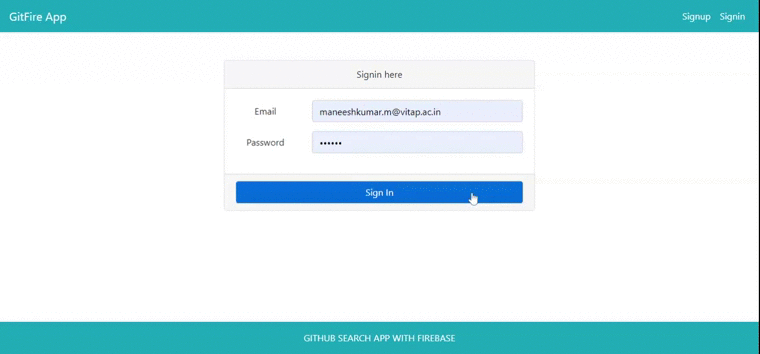 GitFire App
Signup Signin
Signin here
Email maneeshkumar.m@vitap.ac.in
Password ••••••
Sign In
GITHUB SEARCH APP WITH FIREBASE